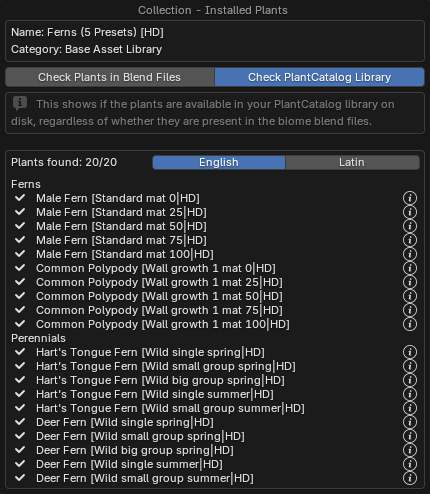 Collection - Installed Plants
Name: Ferns (5 Presets) [HD]
Category: Base Asset Library
Check Plants in Blend Files
Check PlantCatalog Library
This shows if the plants are available in your PlantCatalog library on
disk, regardless of whether they are present in the biome blend files.
Plants found: 20/20
English
Latin
Ferns
Male Fern [Standard mat 0|HD]
Male Fern [Standard mat 25|HD]
Male Fern [Standard mat 50|HD]
Male Fern [Standard mat 75|HD]
Male Fern [Standard mat 100|HD]
Common Polypody [Wall growth 1 mat 0|HD]
Common Polypody [Wall growth 1 mat 25|HD]
Common Polypody [Wall growth 1 mat 50|HD]
Common Polypody [Wall growth 1 mat 75|HD]
Common Polypody [Wall growth 1 mat 100|HD]
Perennials
Hart's Tongue Fern [Wild single spring|HD]
Hart's Tongue Fern [Wild small group spring|HD]
Hart's Tongue Fern [Wild big group spring|HD]
Hart's Tongue Fern [Wild single summer|HD]
Hart's Tongue Fern [Wild small group summer|HD]
Deer Fern [Wild single spring|HD]
Deer Fern [Wild small group spring|HD]
Deer Fern [Wild big group spring|HD]
Deer Fern [Wild single summer|HD]
Deer Fern [Wild small group summer|HD]